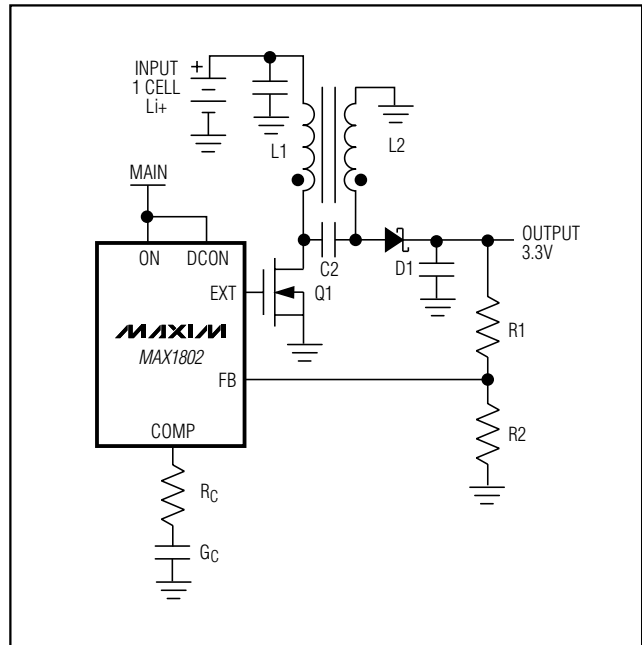 INPUT
1 CELL
Li+
+
L1
L2
MAIN
ON DCON
EXT
Q1
C2
D1
OUTPUT
3.3V
R1
MAXIM
MAX1802
FB
COMP
R2
RC
GC